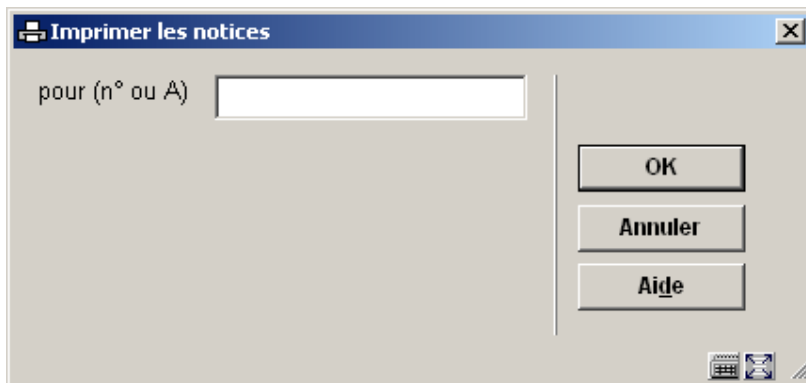 Imprimer les notices
pour (n° ou A)
OK
Annuler
Aide